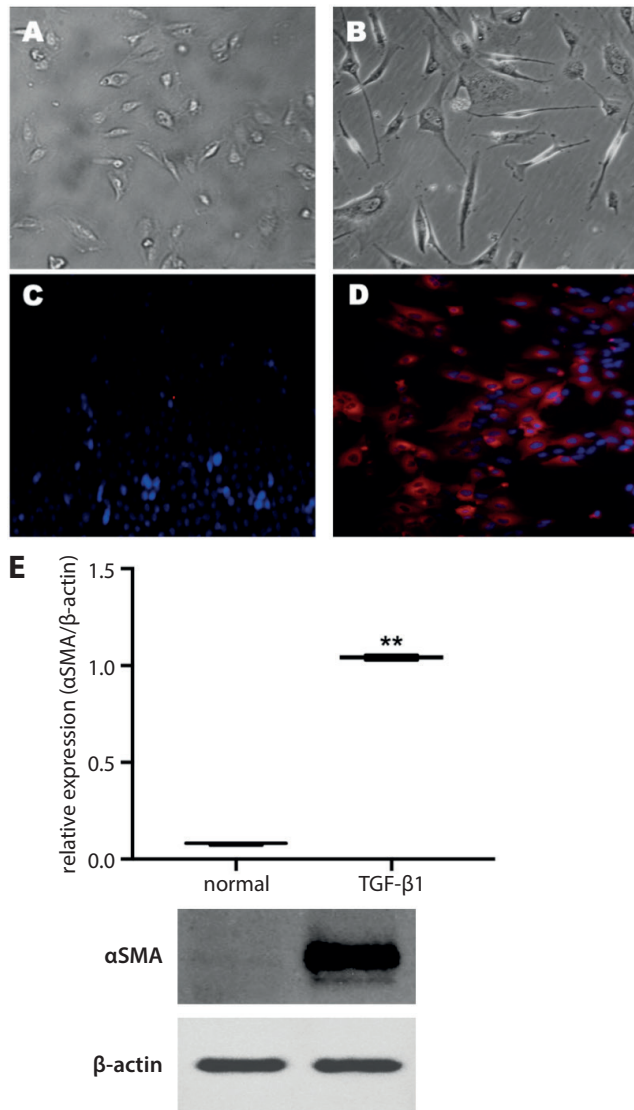 A
B
C
D
E
relative expression (αSMA/β-actin)
1.5
1.0
0.5
0.0
**
normal
TGF-β1
αSMA
β-actin